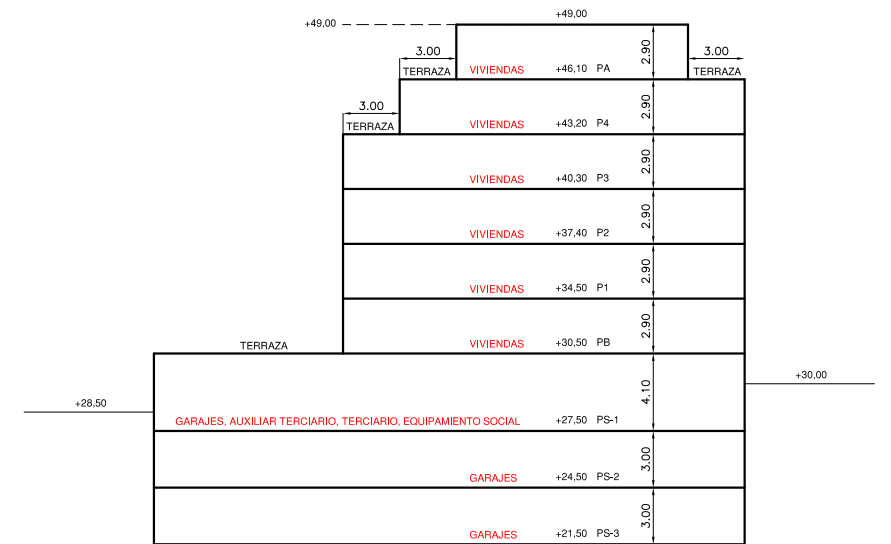 +49,00
+49,00
3.00
TERRAZA
VIVIENDAS
+46,10
PA
2.90
3.00
TERRAZA
3.00
TERRAZA
VIVIENDAS
+43,20
P4
2.90
VIVIENDAS
+40,30
P3
2.90
VIVIENDAS
+37,40
P2
2.90
VIVIENDAS
+34,50
P1
2.90
TERRAZA
VIVIENDAS
+30,50
PB
2.90
+30,00
+28,50
GARAJES, AUXILIAR TERCIARIO, TERCIARIO, EQUIPAMIENTO SOCIAL
+27,50
PS-1
4.10
GARAJES
+24,50
PS-2
3.00
GARAJES
+21,50
PS-3
3.00